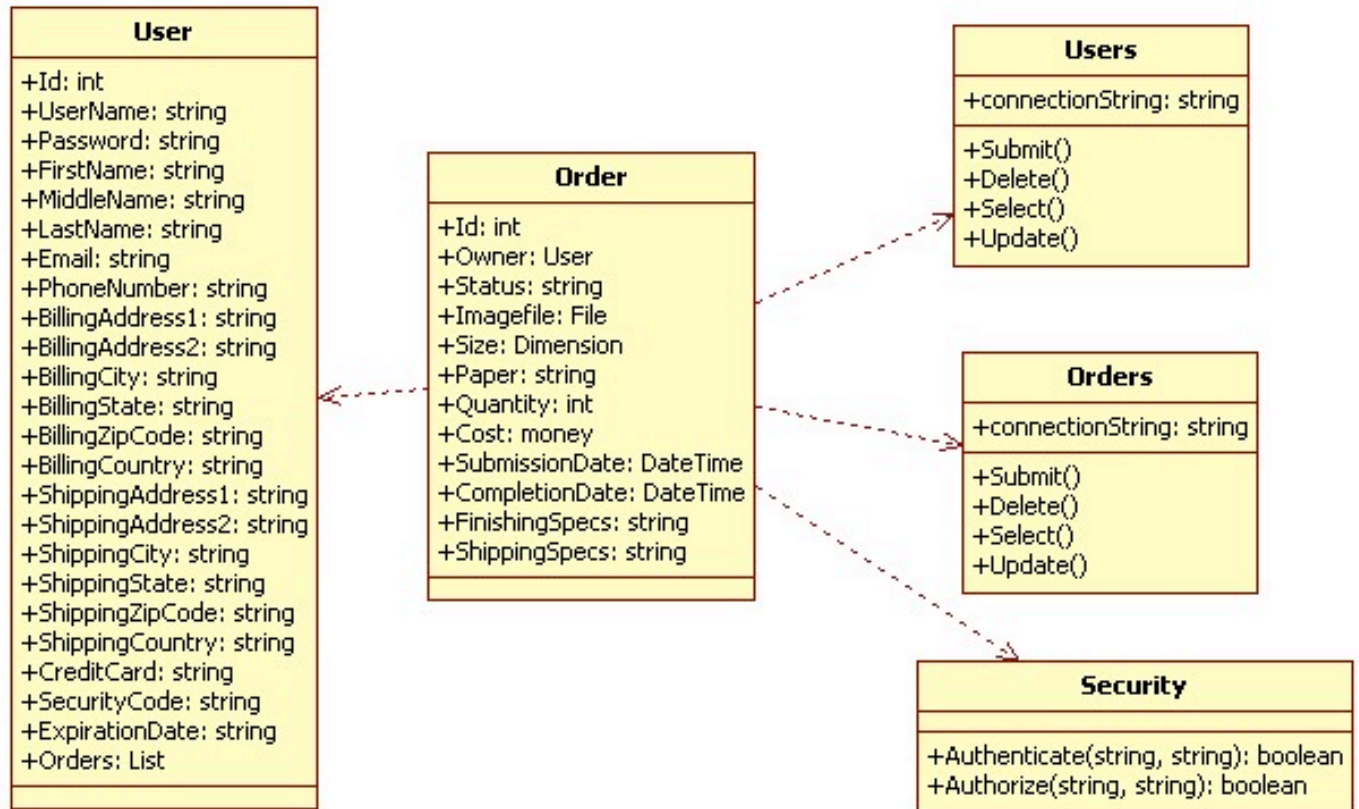 User
+Id: int
+UserName: string
+Password: string
+FirstName: string
+MiddleName: string
+LastName: string
+Email: string
+PhoneNumber: string
+BillingAddress1: string
+BillingAddress2: string
+BillingCity: string
+BillingState: string
+BillingZipCode: string
+BillingCountry: string
+ShippingAddress1: string
+ShippingAddress2: string
+ShippingCity: string
+ShippingState: string
+ShippingZipCode: string
+ShippingCountry: string
+CreditCard: string
+SecurityCode: string
+ExpirationDate: string
+Orders: List
Order
+Id: int
+Owner: User
+Status: string
+Imagefile: File
+Size: Dimension
+Paper: string
+Quantity: int
+Cost: money
+SubmissionDate: DateTime
+CompletionDate: DateTime
+FinishingSpecs: string
+ShippingSpecs: string
Users
+connectionString: string
+Submit()
+Delete()
+Select()
+Update()
Orders
+connectionString: string
+Submit()
+Delete()
+Select()
+Update()
Security
+Authenticate(string, string): boolean
+Authorize(string, string): boolean